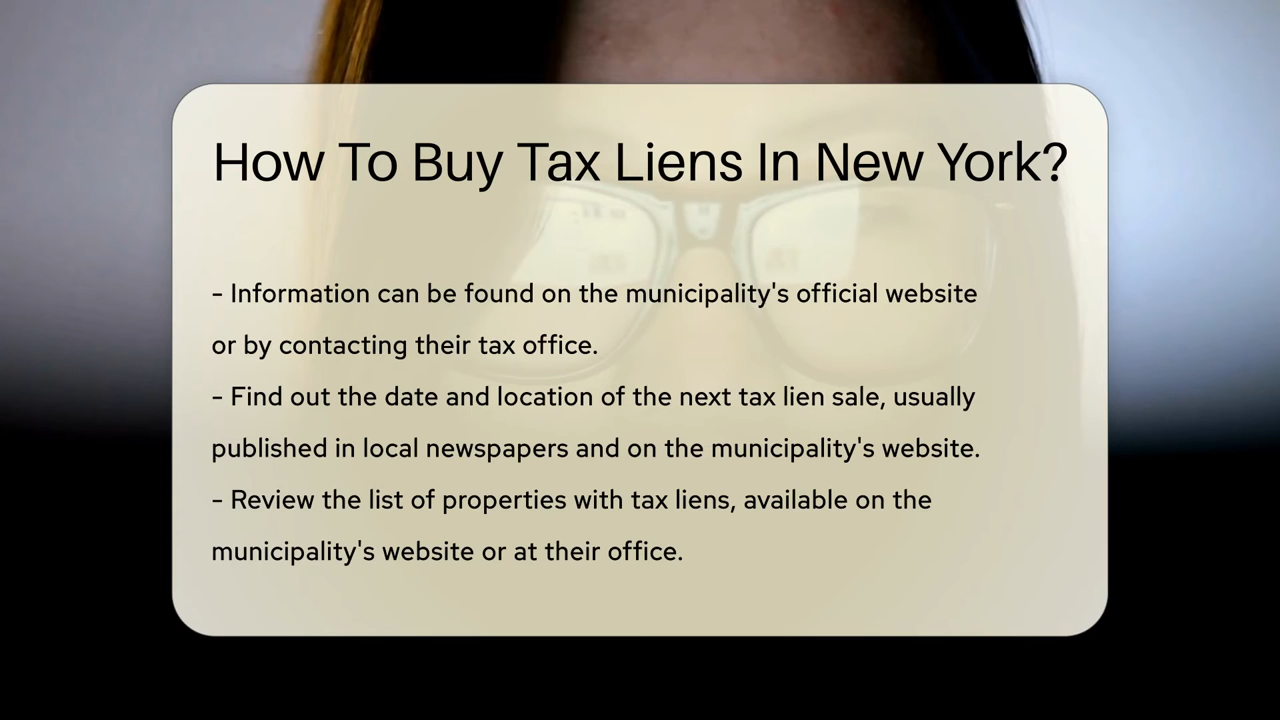 How To Buy Tax Liens In New York?
- Information can be found on the municipality's official website
or by contacting their tax office.
- Find out the date and location of the next tax lien sale, usually
published in local newspapers and on the municipality's website.
- Review the list of properties with tax liens, available on the
municipality's website or at their office.